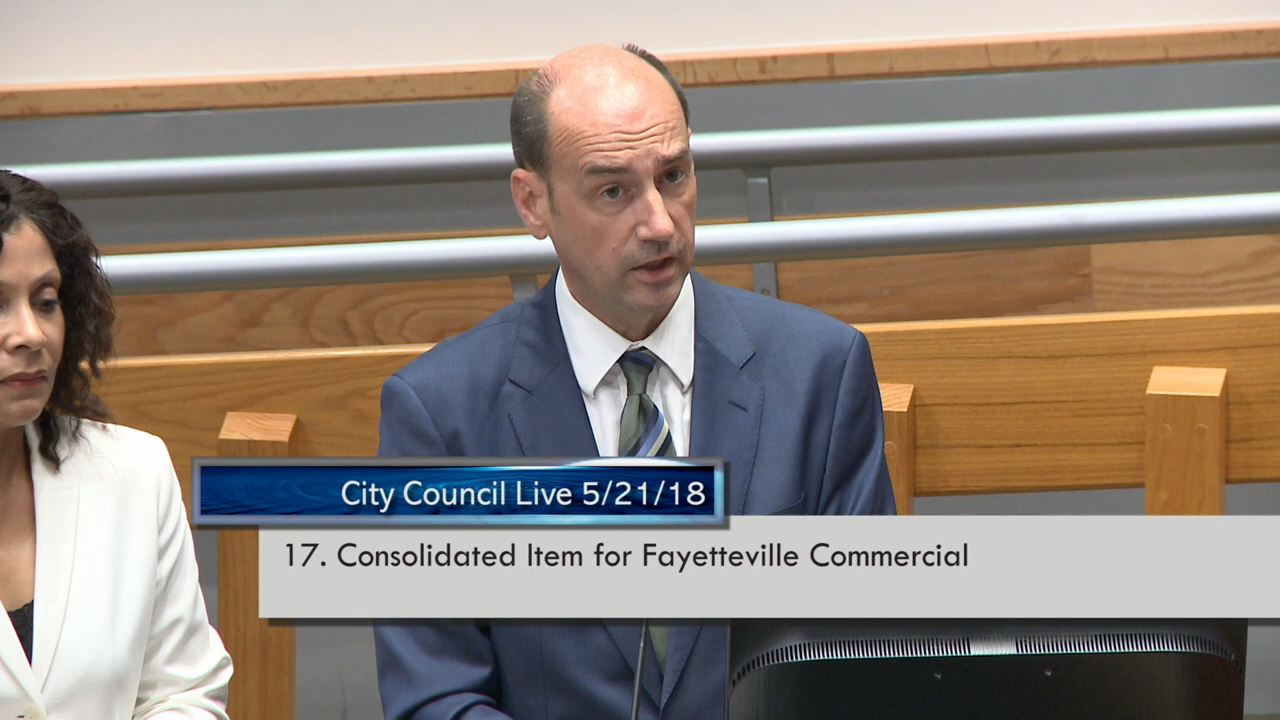 City Council Live 5/21/18
17. Consolidated Item for Fayetteville Commercial